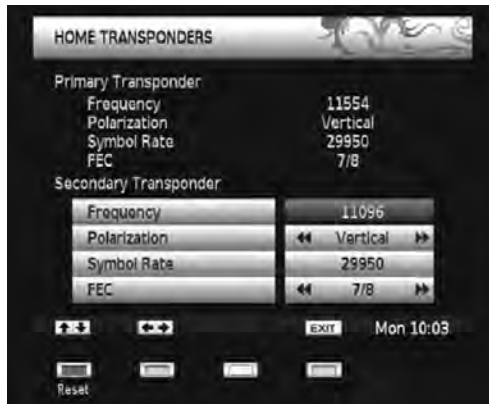 HOME TRANSPONDERS
Primary Transponder
Frequency 11554
Polarization Vertical
Symbol Rate 29950
FEC 7/8
Secondary Transponder
Frequency 11096
Polarization Vertical
Symbol Rate 29950
FEC 7/8
EXIT Mon 10:03
Reset